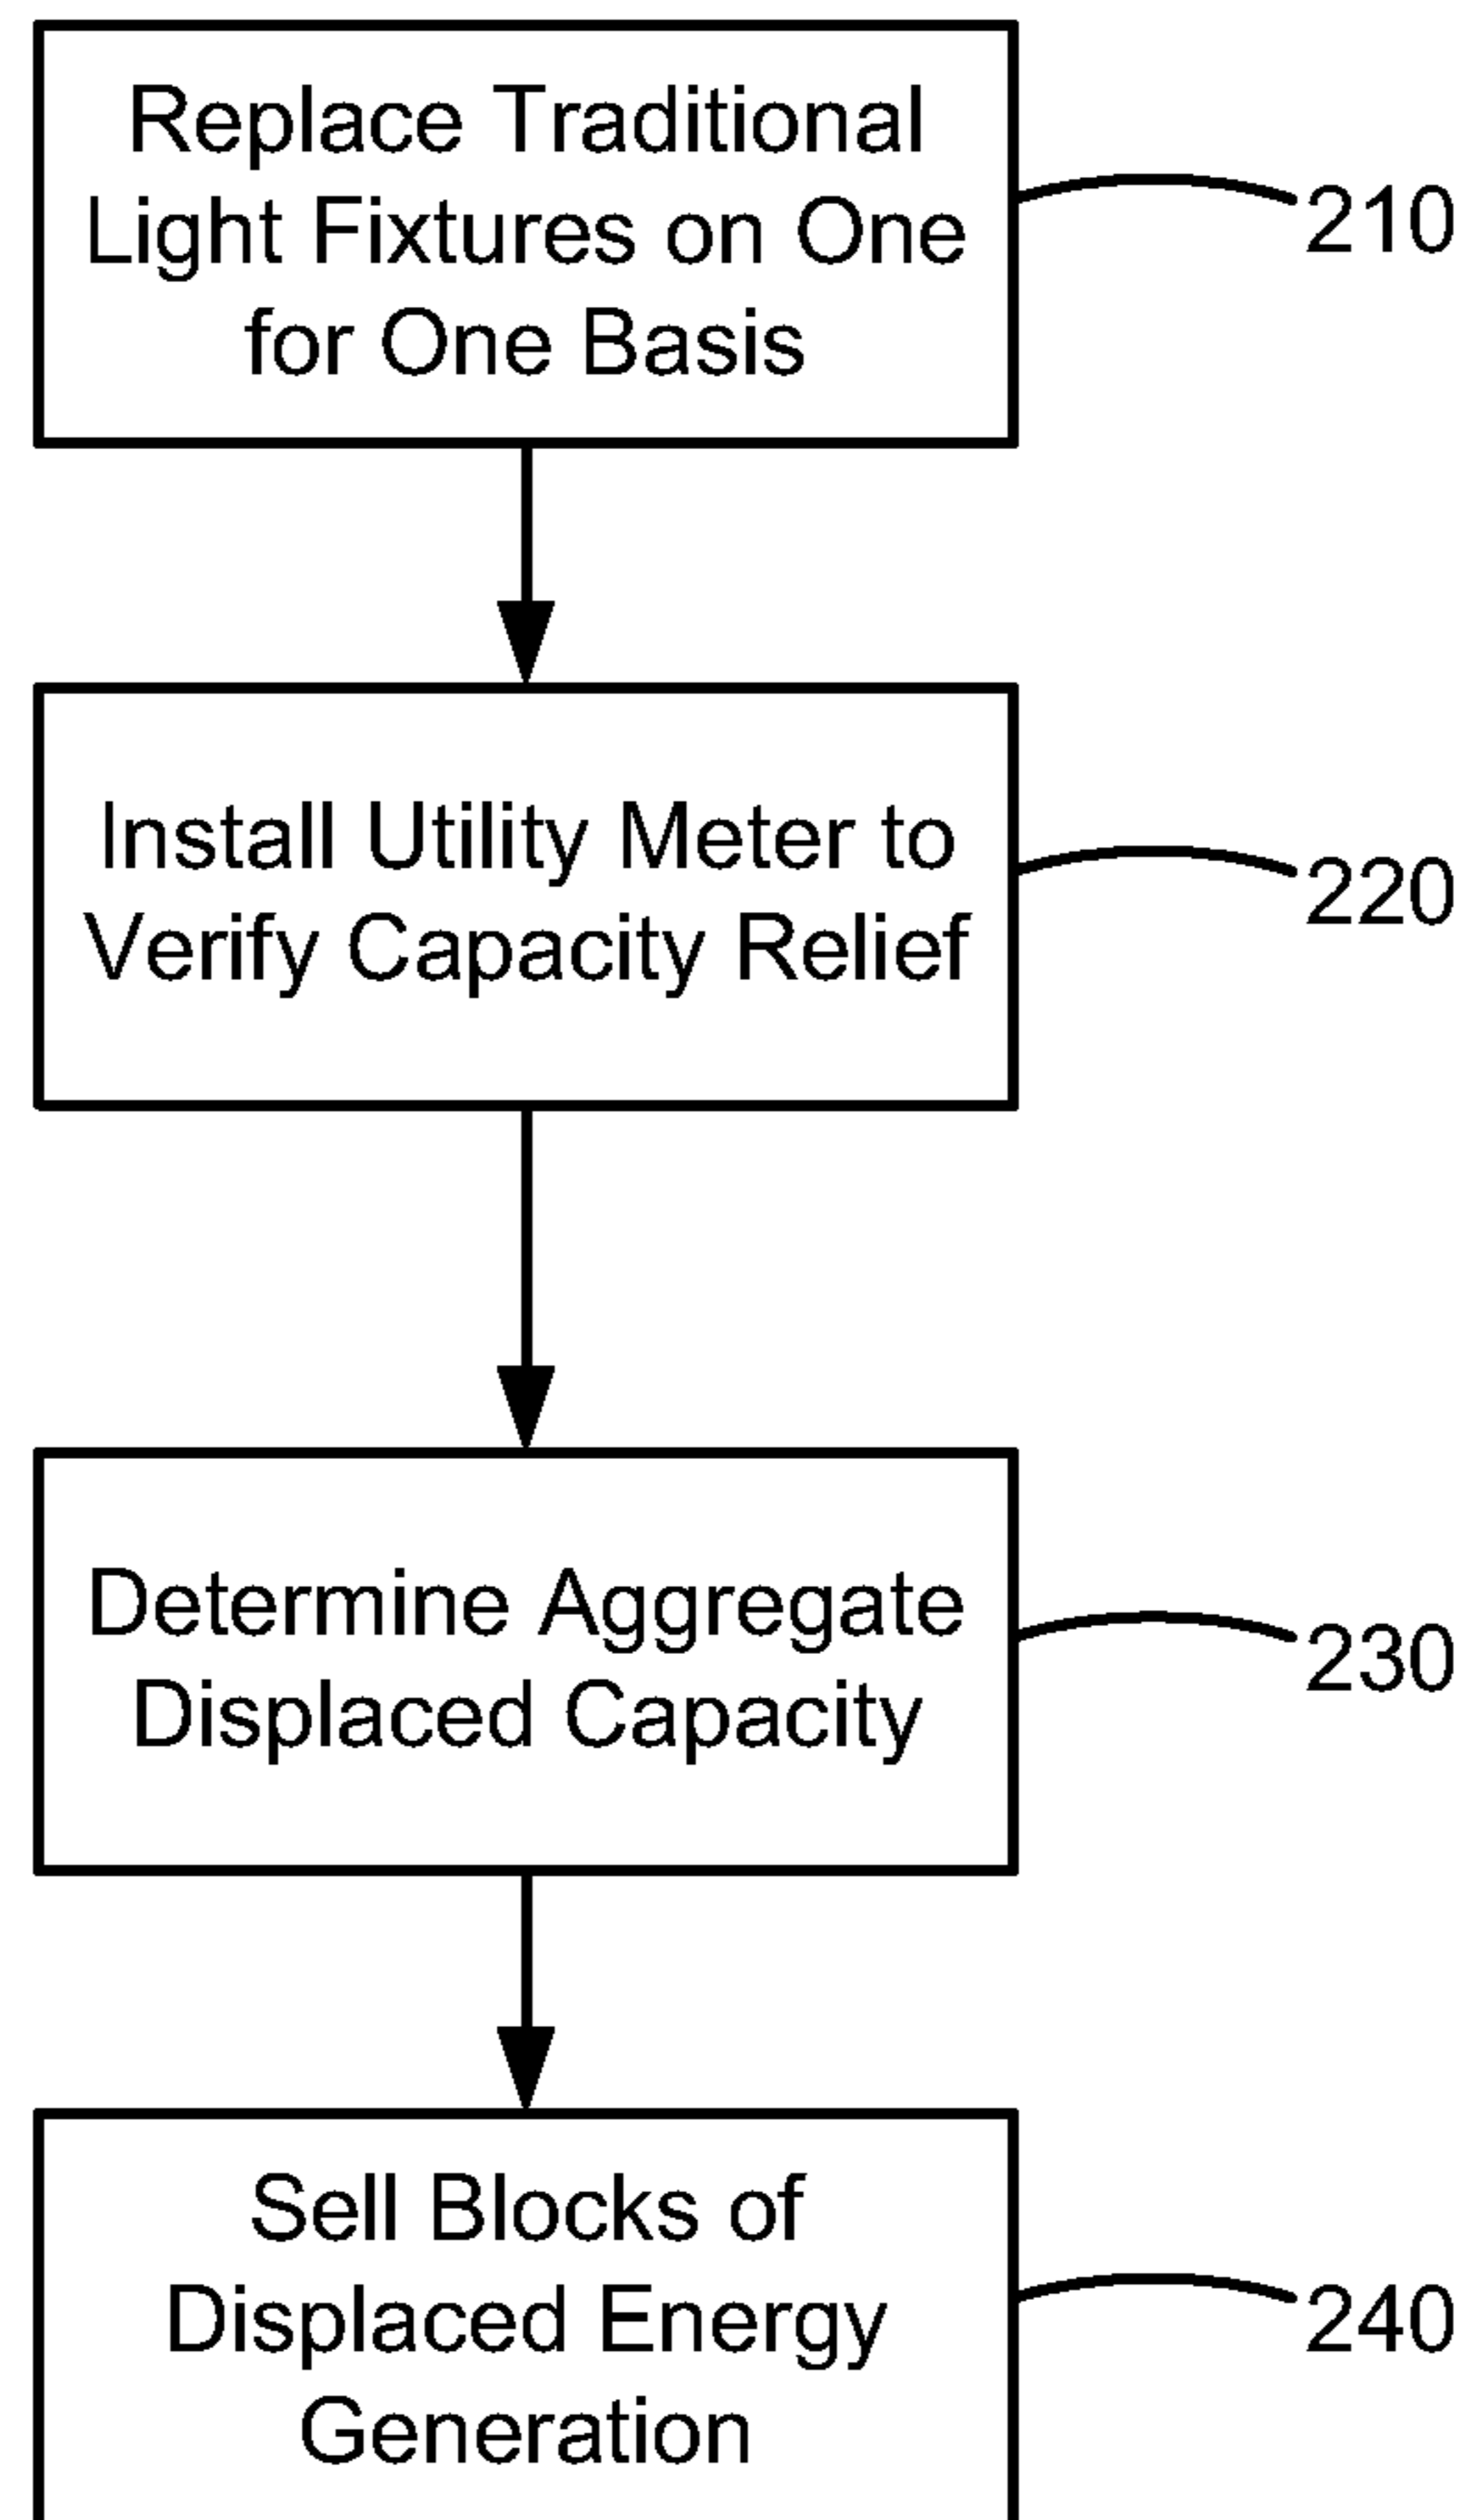 Replace Traditional
Light Fixtures on One
for One Basis
210
Install Utility Meter to
Verify Capacity Relief
220
Determine Aggregate
Displaced Capacity
230
Sell Blocks of
Displaced Energy
Generation
240